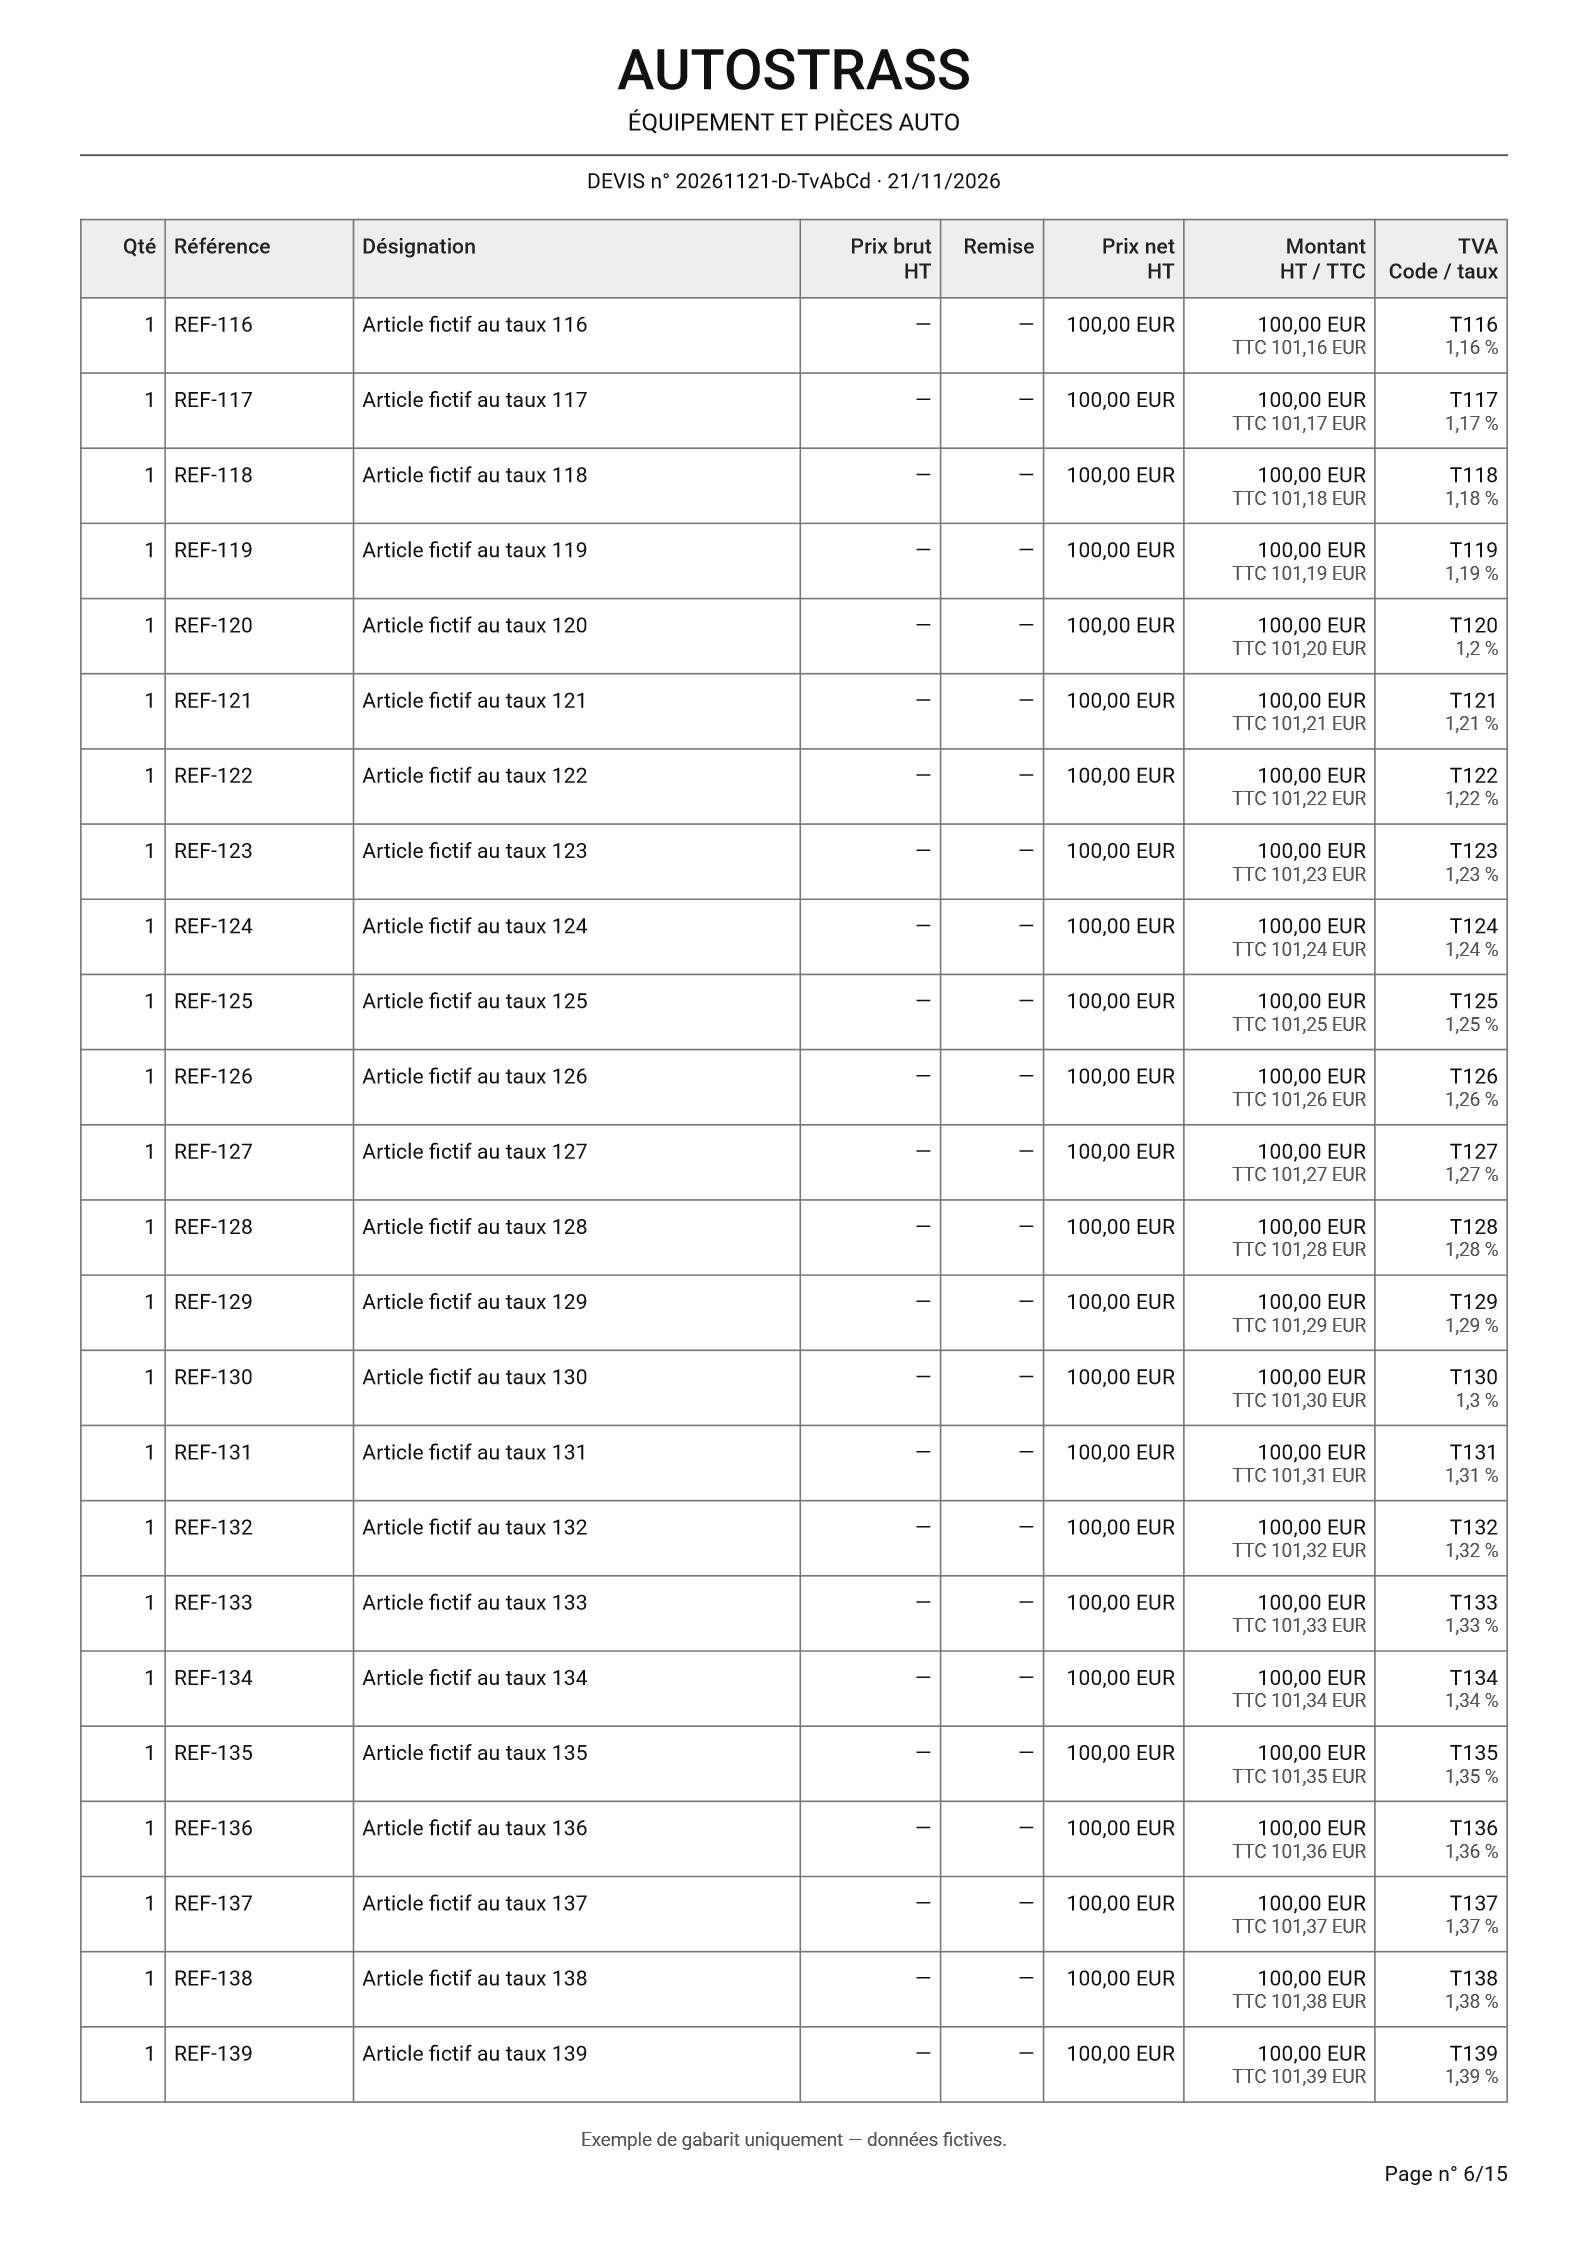 AUTOSTRASS
ÉQUIPEMENT ET PIÈCES AUTO
DEVIS n° 20261121-D-TvAbCd · 21/11/2026
Qté Référence Désignation Prix brut HT Remise Prix net HT Montant HT / TTC TVA Code / taux
1 REF-116 Article fictif au taux 116 — — 100,00 EUR 100,00 EUR T116
TTC 101,16 EUR 1,16 %
1 REF-117 Article fictif au taux 117 — — 100,00 EUR 100,00 EUR T117
TTC 101,17 EUR 1,17 %
1 REF-118 Article fictif au taux 118 — — 100,00 EUR 100,00 EUR T118
TTC 101,18 EUR 1,18 %
1 REF-119 Article fictif au taux 119 — — 100,00 EUR 100,00 EUR T119
TTC 101,19 EUR 1,19 %
1 REF-120 Article fictif au taux 120 — — 100,00 EUR 100,00 EUR T120
TTC 101,20 EUR 1,2 %
1 REF-121 Article fictif au taux 121 — — 100,00 EUR 100,00 EUR T121
TTC 101,21 EUR 1,21 %
1 REF-122 Article fictif au taux 122 — — 100,00 EUR 100,00 EUR T122
TTC 101,22 EUR 1,22 %
1 REF-123 Article fictif au taux 123 — — 100,00 EUR 100,00 EUR T123
TTC 101,23 EUR 1,23 %
1 REF-124 Article fictif au taux 124 — — 100,00 EUR 100,00 EUR T124
TTC 101,24 EUR 1,24 %
1 REF-125 Article fictif au taux 125 — — 100,00 EUR 100,00 EUR T125
TTC 101,25 EUR 1,25 %
1 REF-126 Article fictif au taux 126 — — 100,00 EUR 100,00 EUR T126
TTC 101,26 EUR 1,26 %
1 REF-127 Article fictif au taux 127 — — 100,00 EUR 100,00 EUR T127
TTC 101,27 EUR 1,27 %
1 REF-128 Article fictif au taux 128 — — 100,00 EUR 100,00 EUR T128
TTC 101,28 EUR 1,28 %
1 REF-129 Article fictif au taux 129 — — 100,00 EUR 100,00 EUR T129
TTC 101,29 EUR 1,29 %
1 REF-130 Article fictif au taux 130 — — 100,00 EUR 100,00 EUR T130
TTC 101,30 EUR 1,3 %
1 REF-131 Article fictif au taux 131 — — 100,00 EUR 100,00 EUR T131
TTC 101,31 EUR 1,31 %
1 REF-132 Article fictif au taux 132 — — 100,00 EUR 100,00 EUR T132
TTC 101,32 EUR 1,32 %
1 REF-133 Article fictif au taux 133 — — 100,00 EUR 100,00 EUR T133
TTC 101,33 EUR 1,33 %
1 REF-134 Article fictif au taux 134 — — 100,00 EUR 100,00 EUR T134
TTC 101,34 EUR 1,34 %
1 REF-135 Article fictif au taux 135 — — 100,00 EUR 100,00 EUR T135
TTC 101,35 EUR 1,35 %
1 REF-136 Article fictif au taux 136 — — 100,00 EUR 100,00 EUR T136
TTC 101,36 EUR 1,36 %
1 REF-137 Article fictif au taux 137 — — 100,00 EUR 100,00 EUR T137
TTC 101,37 EUR 1,37 %
1 REF-138 Article fictif au taux 138 — — 100,00 EUR 100,00 EUR T138
TTC 101,38 EUR 1,38 %
1 REF-139 Article fictif au taux 139 — — 100,00 EUR 100,00 EUR T139
TTC 101,39 EUR 1,39 %
Exemple de gabarit uniquement — données fictives.
Page n° 6/15